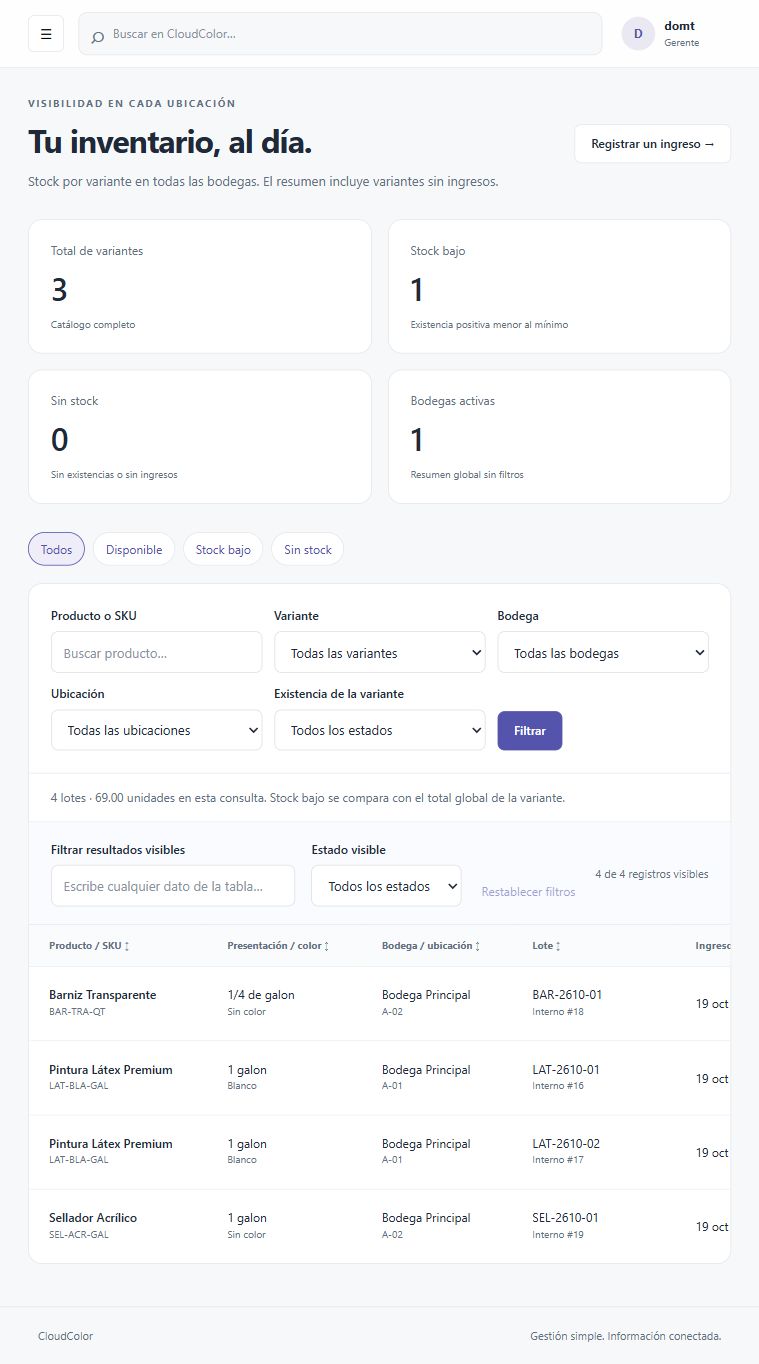 ☰
Buscar en CloudColor...
D
domt
Gerente
VISIBILIDAD EN CADA UBICACIÓN
Tu inventario, al día.
Registrar un ingreso →
Stock por variante en todas las bodegas. El resumen incluye variantes sin ingresos.
Total de variantes
3
Catálogo completo
Stock bajo
1
Existencia positiva menor al mínimo
Sin stock
0
Sin existencias o sin ingresos
Bodegas activas
1
Resumen global sin filtros
Todos Disponible Stock bajo Sin stock
Producto o SKU Variante Bodega
Buscar producto... Todas las variantes Todas las bodegas
Ubicación Existencia de la variante
Todas las ubicaciones Todos los estados Filtrar
4 lotes · 69.00 unidades en esta consulta. Stock bajo se compara con el total global de la variante.
Filtrar resultados visibles Estado visible
Escribe cualquier dato de la tabla... Todos los estados Restablecer filtros 4 de 4 registros visibles
Producto / SKU ↕ Presentación / color ↕ Bodega / ubicación ↕ Lote ↕ Ingreso
Barniz Transparente 1/4 de galon Bodega Principal BAR-2610-01 19 oct
BAR-TRA-QT Sin color A-02 Interno #18
Pintura Látex Premium 1 galon Bodega Principal LAT-2610-01 19 oct
LAT-BLA-GAL Blanco A-01 Interno #16
Pintura Látex Premium 1 galon Bodega Principal LAT-2610-02 19 oct
LAT-BLA-GAL Blanco A-01 Interno #17
Sellador Acrílico 1 galon Bodega Principal SEL-2610-01 19 oct
SEL-ACR-GAL Sin color A-02 Interno #19
CloudColor Gestión simple. Información conectada.